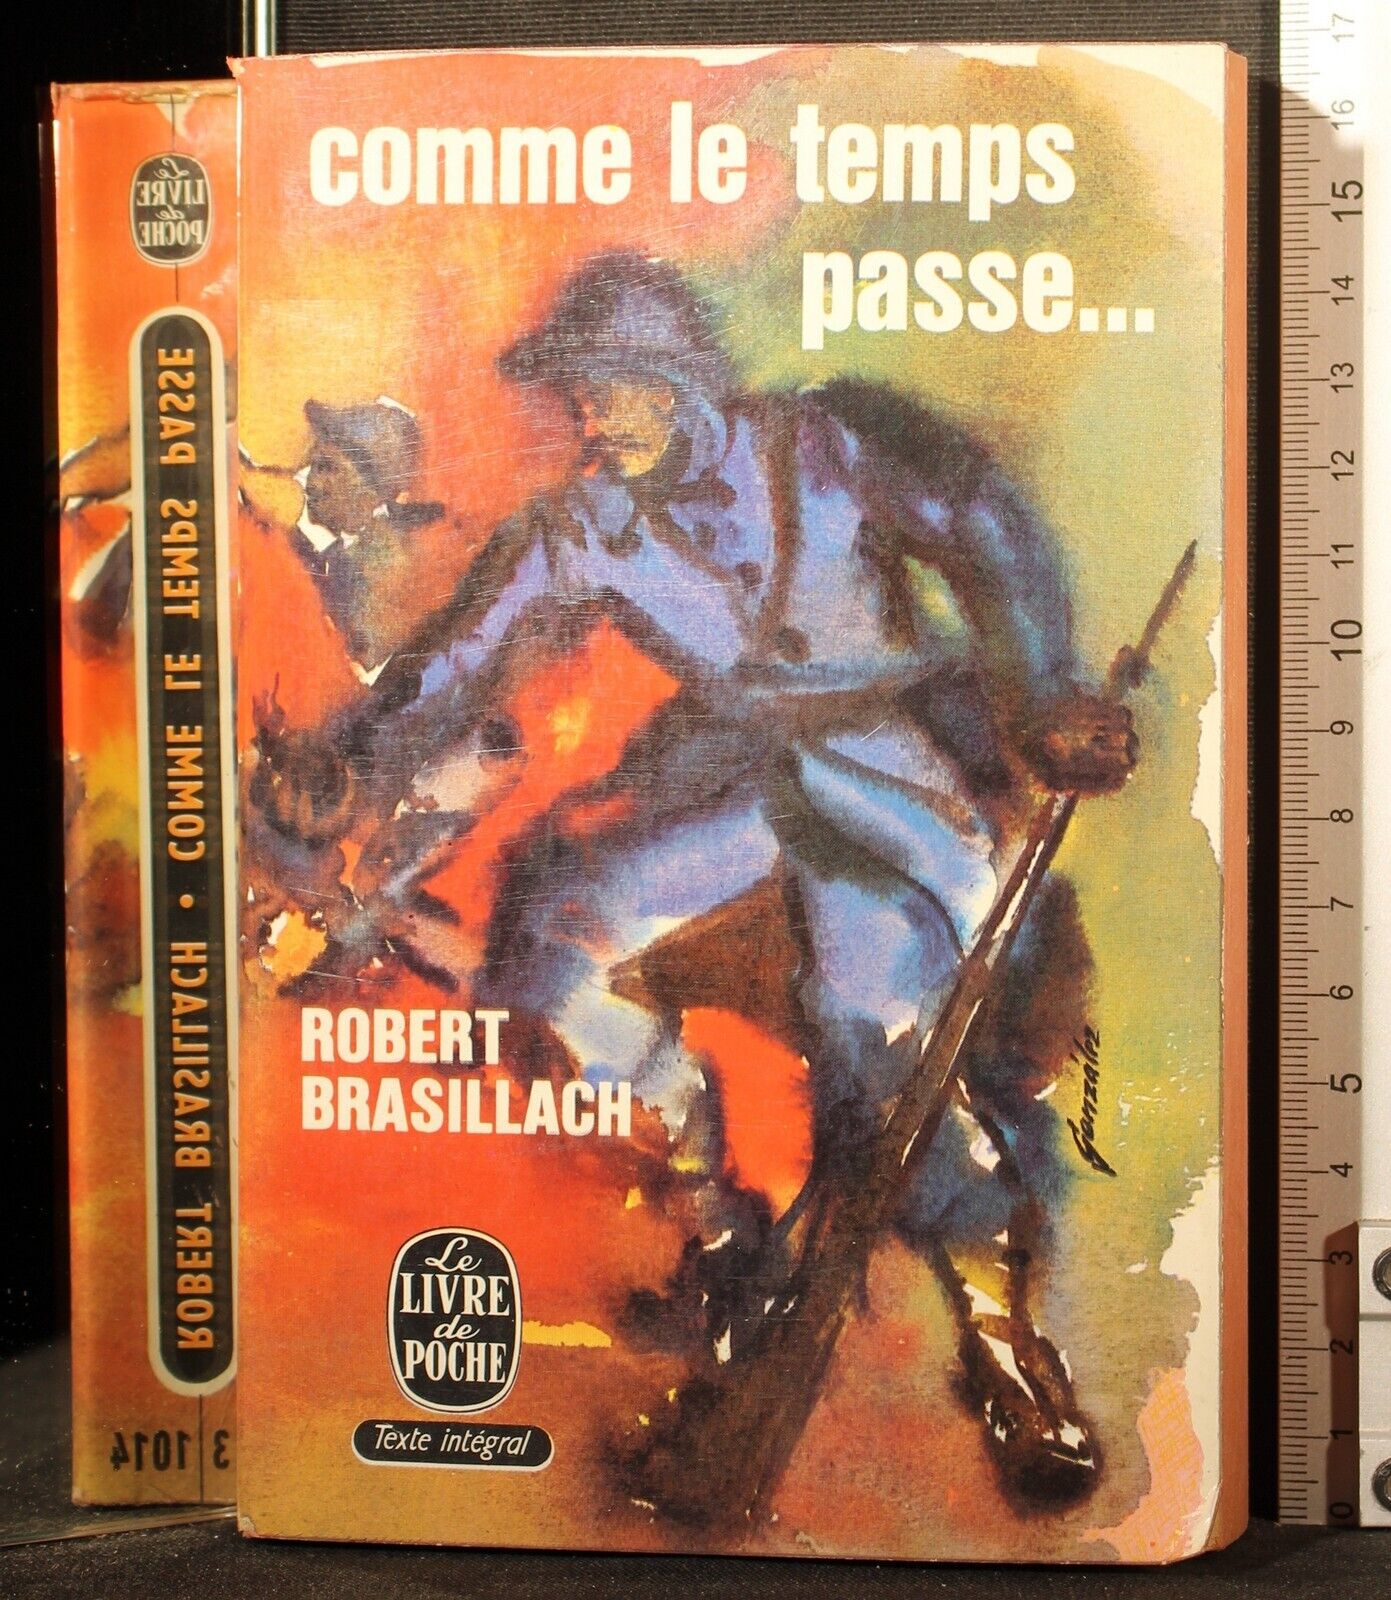 comme le temps
passe...
ROBERT
BRASILLACH
Le
LIVRE
de
POCHE
Texte intégral
González
Le
LIVRE
de
POCHE
ROBERT BRASILLACH • COMME LE TEMPS PASSE
3 1014
17
16
15
14
13
12
11
10
9
8
7
6
5
4
3
2
1
0